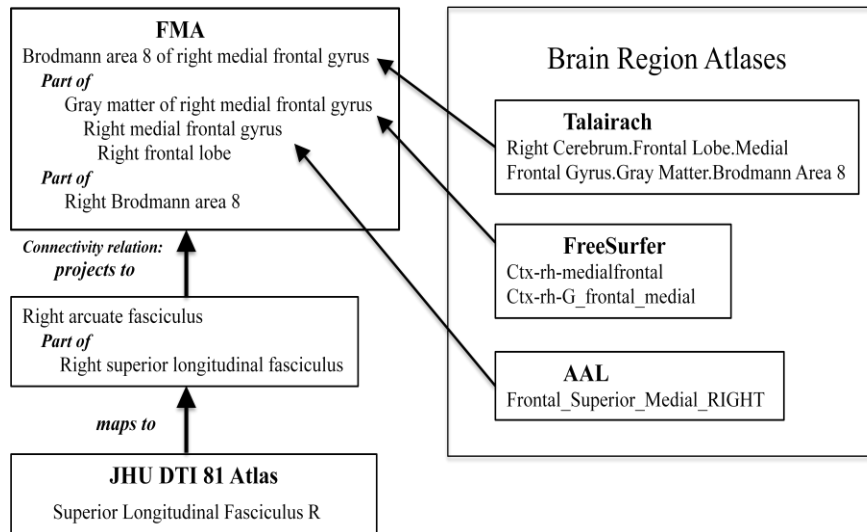 FMA
Brodmann area 8 of right medial frontal gyrus
Part of
Gray matter of right medial frontal gyrus
Right medial frontal gyrus
Right frontal lobe
Part of
Right Brodmann area 8
Connectivity relation:
projects to
Right arcuate fasciculus
Part of
Right superior longitudinal fasciculus
maps to
JHU DTI 81 Atlas
Superior Longitudinal Fasciculus R
Brain Region Atlases
Talairach
Right Cerebrum.Frontal Lobe.Medial
Frontal Gyrus.Gray Matter.Brodmann Area 8
FreeSurfer
Ctx-rh-medialfrontal
Ctx-rh-G_frontal_medial
AAL
Frontal_Superior_Medial_RIGHT